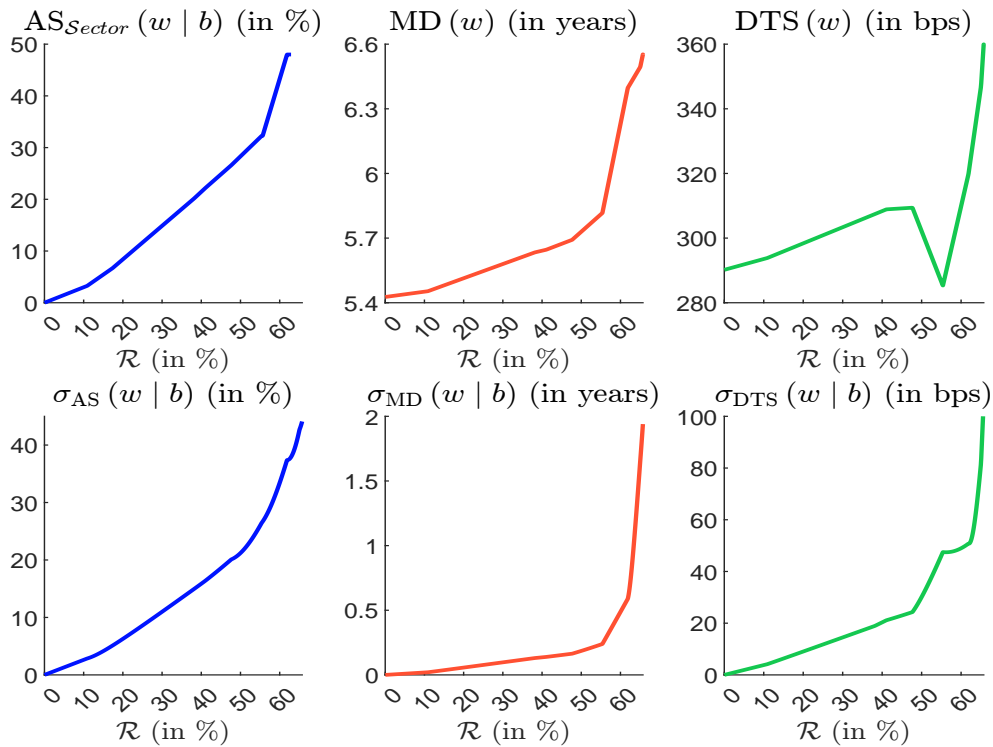 AS_Sector (w | b) (in %)
MD (w) (in years)
DTS (w) (in bps)
50
40
30
20
10
0
0 10 20 30 40 50 60
R (in %)
6.6
6.3
6
5.7
5.4
0 10 20 30 40 50 60
R (in %)
360
340
320
300
280
0 10 20 30 40 50 60
R (in %)
σ_AS (w | b) (in %)
σ_MD (w | b) (in years)
σ_DTS (w | b) (in bps)
40
30
20
10
0
0 10 20 30 40 50 60
R (in %)
2
1.5
1
0.5
0
0 10 20 30 40 50 60
R (in %)
100
80
60
40
20
0
0 10 20 30 40 50 60
R (in %)